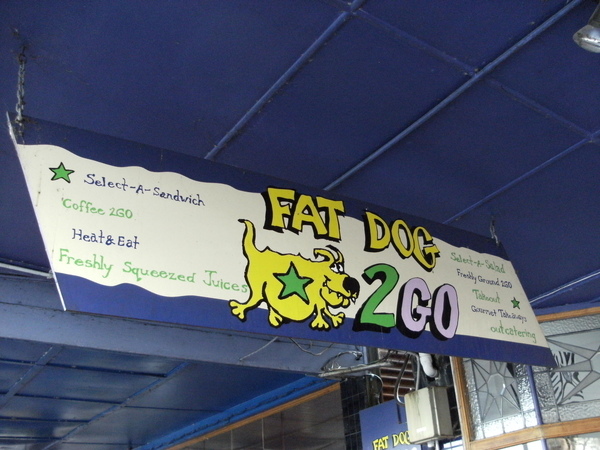 Select-A-Sandwich
Coffee 2GO
Heat&Eat
Freshly Squeezed Juices
FAT DOG
2GO
Select-A-Salad
Freshly Ground 2GO
Takeout
Gourmet Takeaways
outcatering
FAT DOG